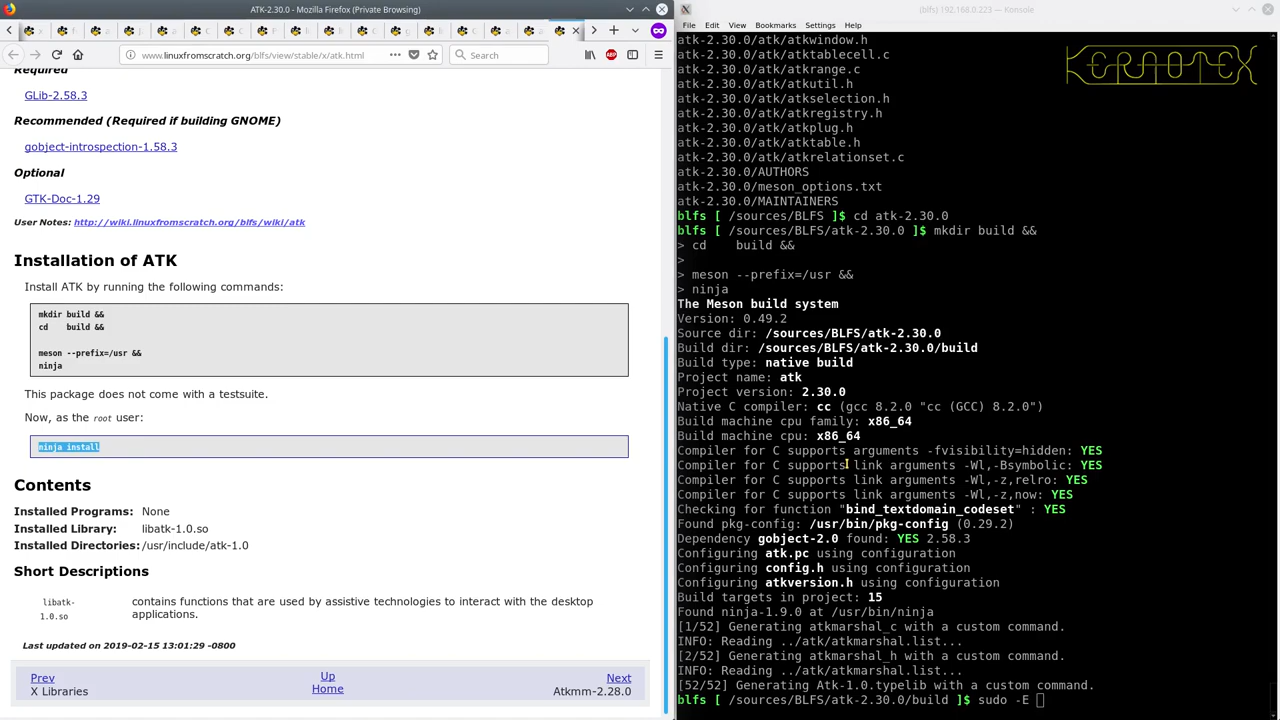 ATK-2.30.0 - Mozilla Firefox (Private Browsing)
www.linuxfromscratch.org/blfs/view/stable/x/atk.html
Search
Required
GLib-2.58.3
Recommended (Required if building GNOME)
gobject-introspection-1.58.3
Optional
GTK-Doc-1.29
User Notes: http://wiki.linuxfromscratch.org/blfs/wiki/atk
Installation of ATK
Install ATK by running the following commands:
mkdir build &&
cd    build &&
meson --prefix=/usr &&
ninja
This package does not come with a testsuite.
Now, as the root user:
ninja install
Contents
Installed Programs: None
Installed Library: libatk-1.0.so
Installed Directories: /usr/include/atk-1.0
Short Descriptions
libatk-1.0.so contains functions that are used by assistive technologies to interact with the desktop
applications.
Last updated on 2019-02-15 13:01:29 -0800
Prev Up Next
X Libraries Home Atkmm-2.28.0
(blfs) 192.168.0.223 — Konsole
File Edit View Bookmarks Settings Help
KERAOTEX
atk-2.30.0/atk/atkwindow.h
atk-2.30.0/atk/atktablecell.c
atk-2.30.0/atk/atkrange.c
atk-2.30.0/atk/atkutil.h
atk-2.30.0/atk/atkselection.h
atk-2.30.0/atk/atkregistry.h
atk-2.30.0/atk/atkplug.h
atk-2.30.0/atk/atktable.h
atk-2.30.0/atk/atkrelationset.c
atk-2.30.0/AUTHORS
atk-2.30.0/meson_options.txt
atk-2.30.0/MAINTAINERS
blfs [ /sources/BLFS ]$ cd atk-2.30.0
blfs [ /sources/BLFS/atk-2.30.0 ]$ mkdir build &&
> cd    build &&
>
> meson --prefix=/usr &&
> ninja
The Meson build system
Version: 0.49.2
Source dir: /sources/BLFS/atk-2.30.0
Build dir: /sources/BLFS/atk-2.30.0/build
Build type: native build
Project name: atk
Project version: 2.30.0
Native C compiler: cc (gcc 8.2.0 "cc (GCC) 8.2.0")
Build machine cpu family: x86_64
Build machine cpu: x86_64
Compiler for C supports arguments -fvisibility=hidden: YES
Compiler for C supports link arguments -Wl,-Bsymbolic: YES
Compiler for C supports link arguments -Wl,-z,relro: YES
Compiler for C supports link arguments -Wl,-z,now: YES
Checking for function "bind_textdomain_codeset" : YES
Found pkg-config: /usr/bin/pkg-config (0.29.2)
Dependency gobject-2.0 found: YES 2.58.3
Configuring atk.pc using configuration
Configuring config.h using configuration
Configuring atkversion.h using configuration
Build targets in project: 15
Found ninja-1.9.0 at /usr/bin/ninja
[1/52] Generating atkmarshal_c with a custom command.
INFO: Reading ../atk/atkmarshal.list...
[2/52] Generating atkmarshal_h with a custom command.
INFO: Reading ../atk/atkmarshal.list...
[52/52] Generating Atk-1.0.typelib with a custom command.
blfs [ /sources/BLFS/atk-2.30.0/build ]$ sudo -E